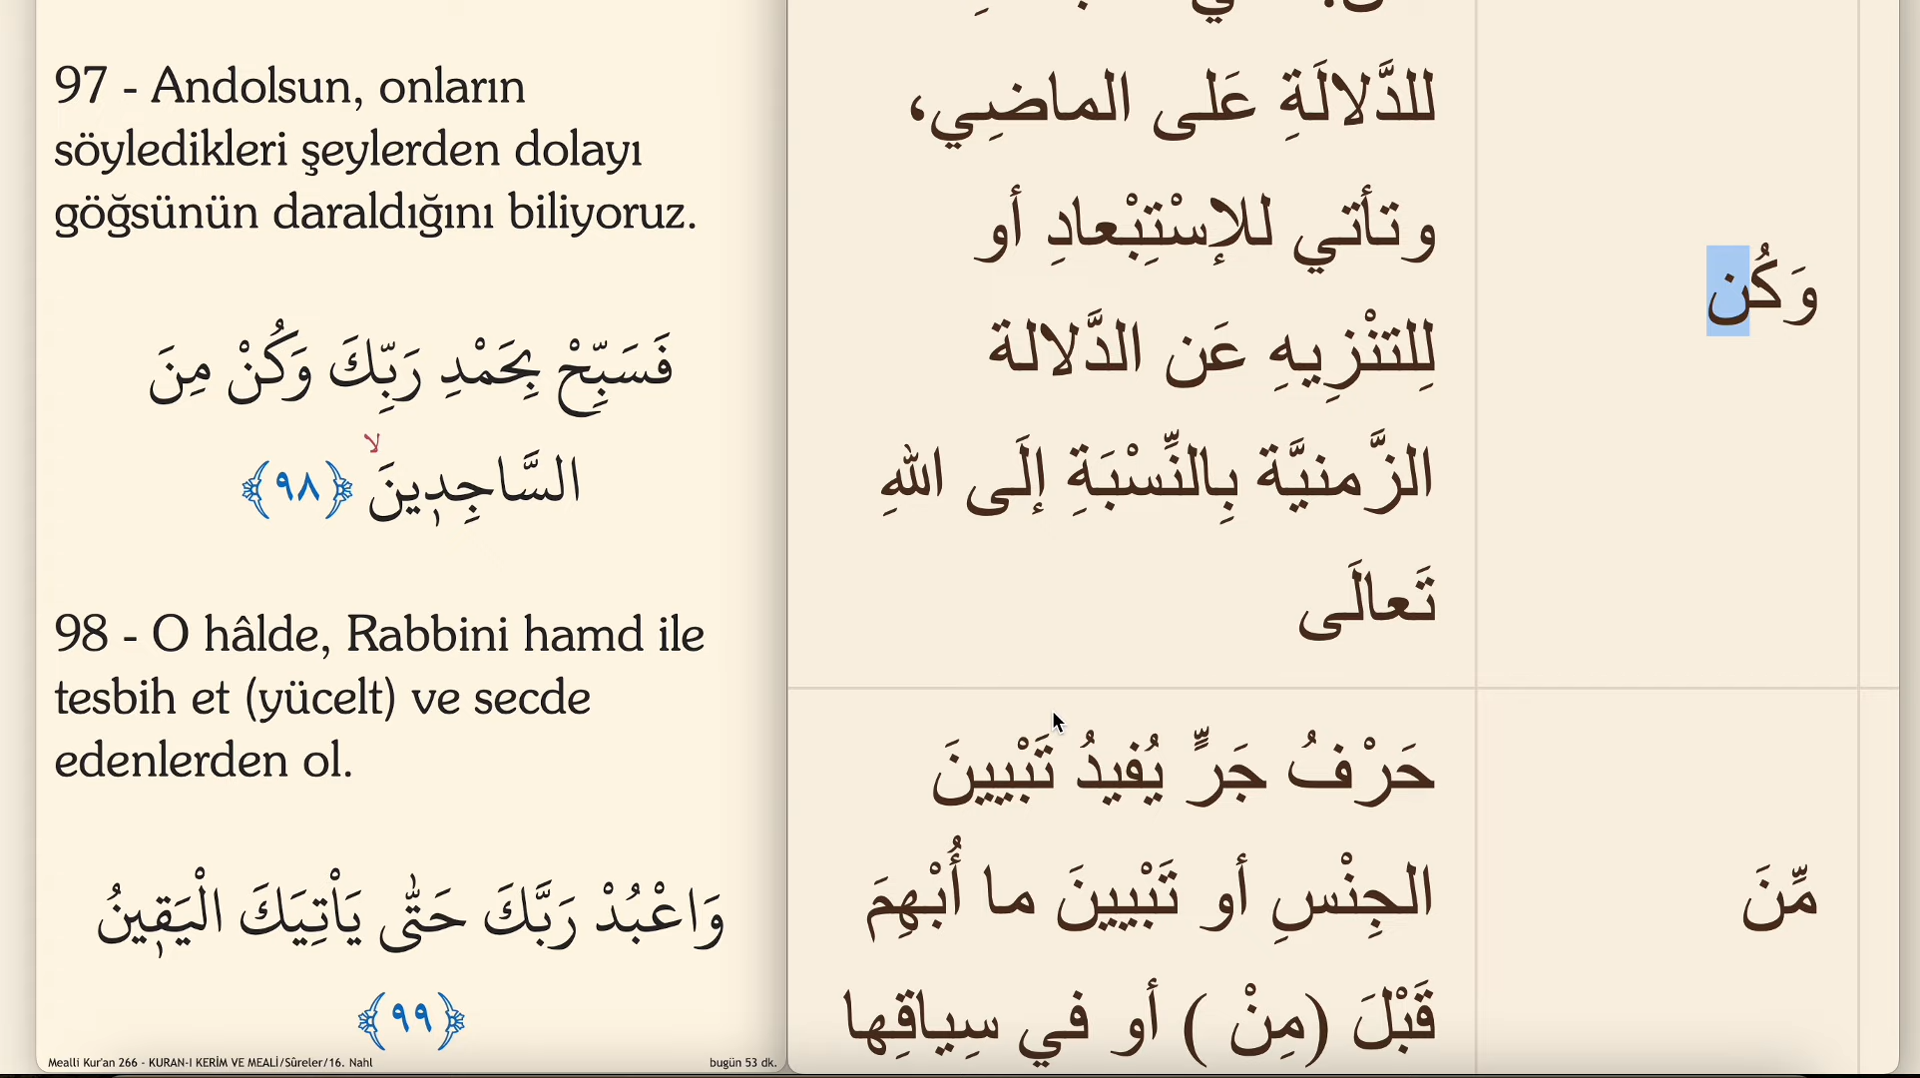 97 - Andolsun, onların
söyledikleri şeylerden dolayı
göğsünün daraldığını biliyoruz.
فَسَبِّحْ بِحَمْدِ رَبِّكَ وَكُنْ مِنَ
السَّاجِدٖينَۙ ﴿٩٨﴾
98 - O hâlde, Rabbini hamd ile
tesbih et (yücelt) ve secde
edenlerden ol.
وَاعْبُدْ رَبَّكَ حَتّٰى يَأْتِيَكَ الْيَقٖينُ
﴿٩٩﴾
Mealli Kur'an 266 - KURAN-I KERİM VE MEALİ/Sûreler/16. Nahl
bugün 53 dk.
للدَّلالَةِ عَلى الماضِي،
وتأتي للإسْتِبْعادِ أو
لِلتنْزِيهِ عَن الدَّلالة
الزَّمنيَّة بِالنِّسْبَةِ إلَى اللهِ
تَعالَى
وَكُن
حَرْفُ جَرٍّ يُفيدُ تَبْيينَ
الجِنْسِ أو تَبْيينَ ما أُبْهِمَ
قَبْلَ (مِنْ ) أو في سِياقِها
مِّنَ